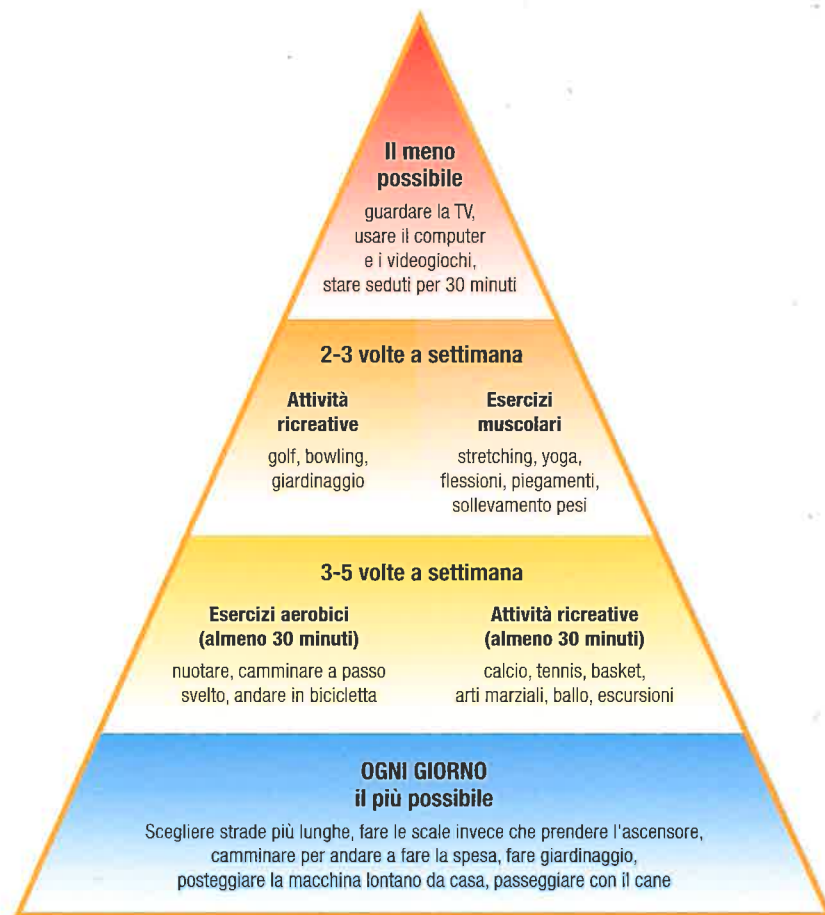 Il meno
possibile
guardare la TV,
usare il computer
e i videogiochi,
stare seduti per 30 minuti
2-3 volte a settimana
Attività
ricreative
golf, bowling,
giardinaggio
Esercizi
muscolari
stretching, yoga,
flessioni, piegamenti,
sollevamento pesi
3-5 volte a settimana
Esercizi aerobici
(almeno 30 minuti)
nuotare, camminare a passo
svelto, andare in bicicletta
Attività ricreative
(almeno 30 minuti)
calcio, tennis, basket,
arti marziali, ballo, escursioni
OGNI GIORNO
il più possibile
Scegliere strade più lunghe, fare le scale invece che prendere l'ascensore,
camminare per andare a fare la spesa, fare giardinaggio,
posteggiare la macchina lontano da casa, passeggiare con il cane